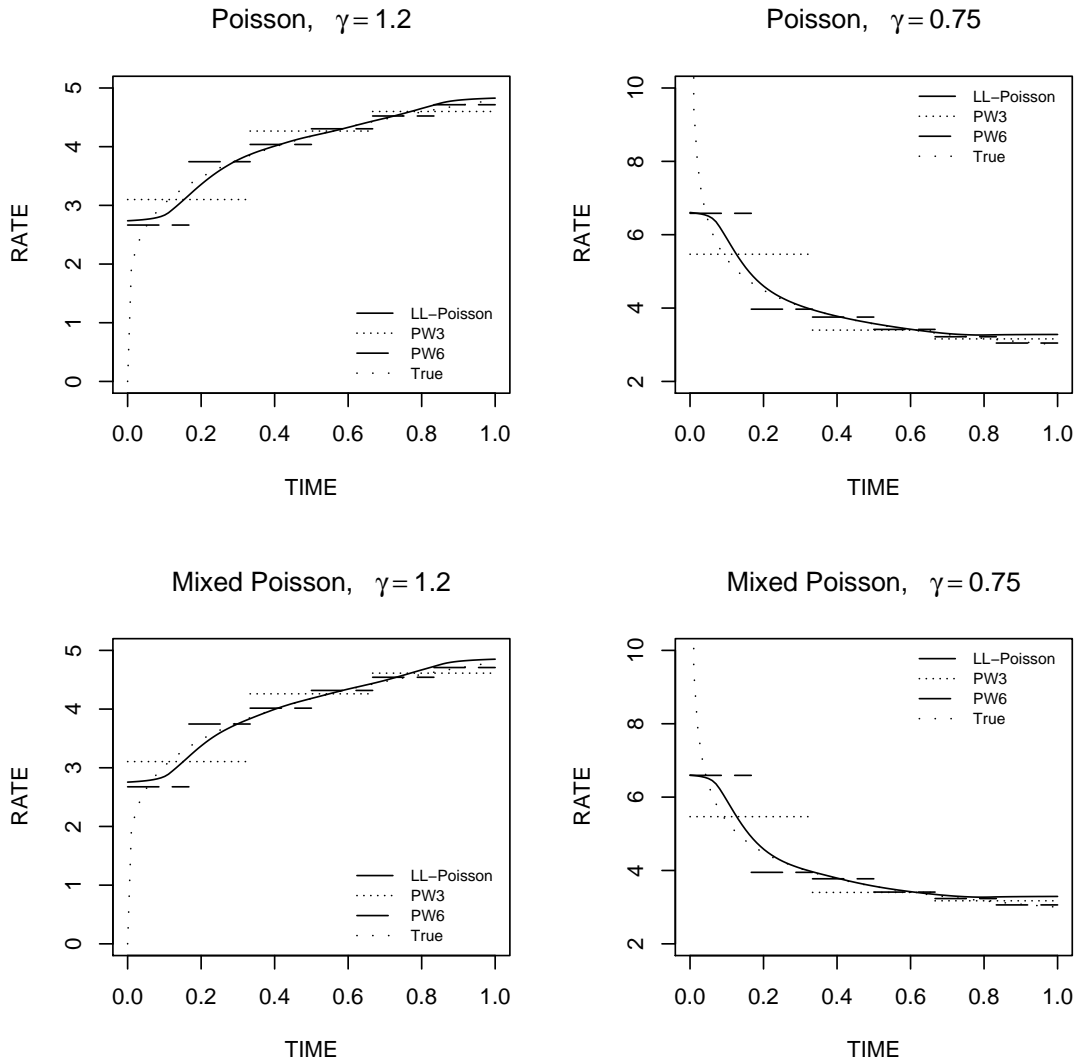 Poisson, γ = 1.2
RATE
5
4
3
2
1
0
LL−Poisson
PW3
PW6
True
0.0 0.2 0.4 0.6 0.8 1.0
TIME
Poisson, γ = 0.75
RATE
10
8
6
4
2
LL−Poisson
PW3
PW6
True
0.0 0.2 0.4 0.6 0.8 1.0
TIME
Mixed Poisson, γ = 1.2
RATE
5
4
3
2
1
0
LL−Poisson
PW3
PW6
True
0.0 0.2 0.4 0.6 0.8 1.0
TIME
Mixed Poisson, γ = 0.75
RATE
10
8
6
4
2
LL−Poisson
PW3
PW6
True
0.0 0.2 0.4 0.6 0.8 1.0
TIME